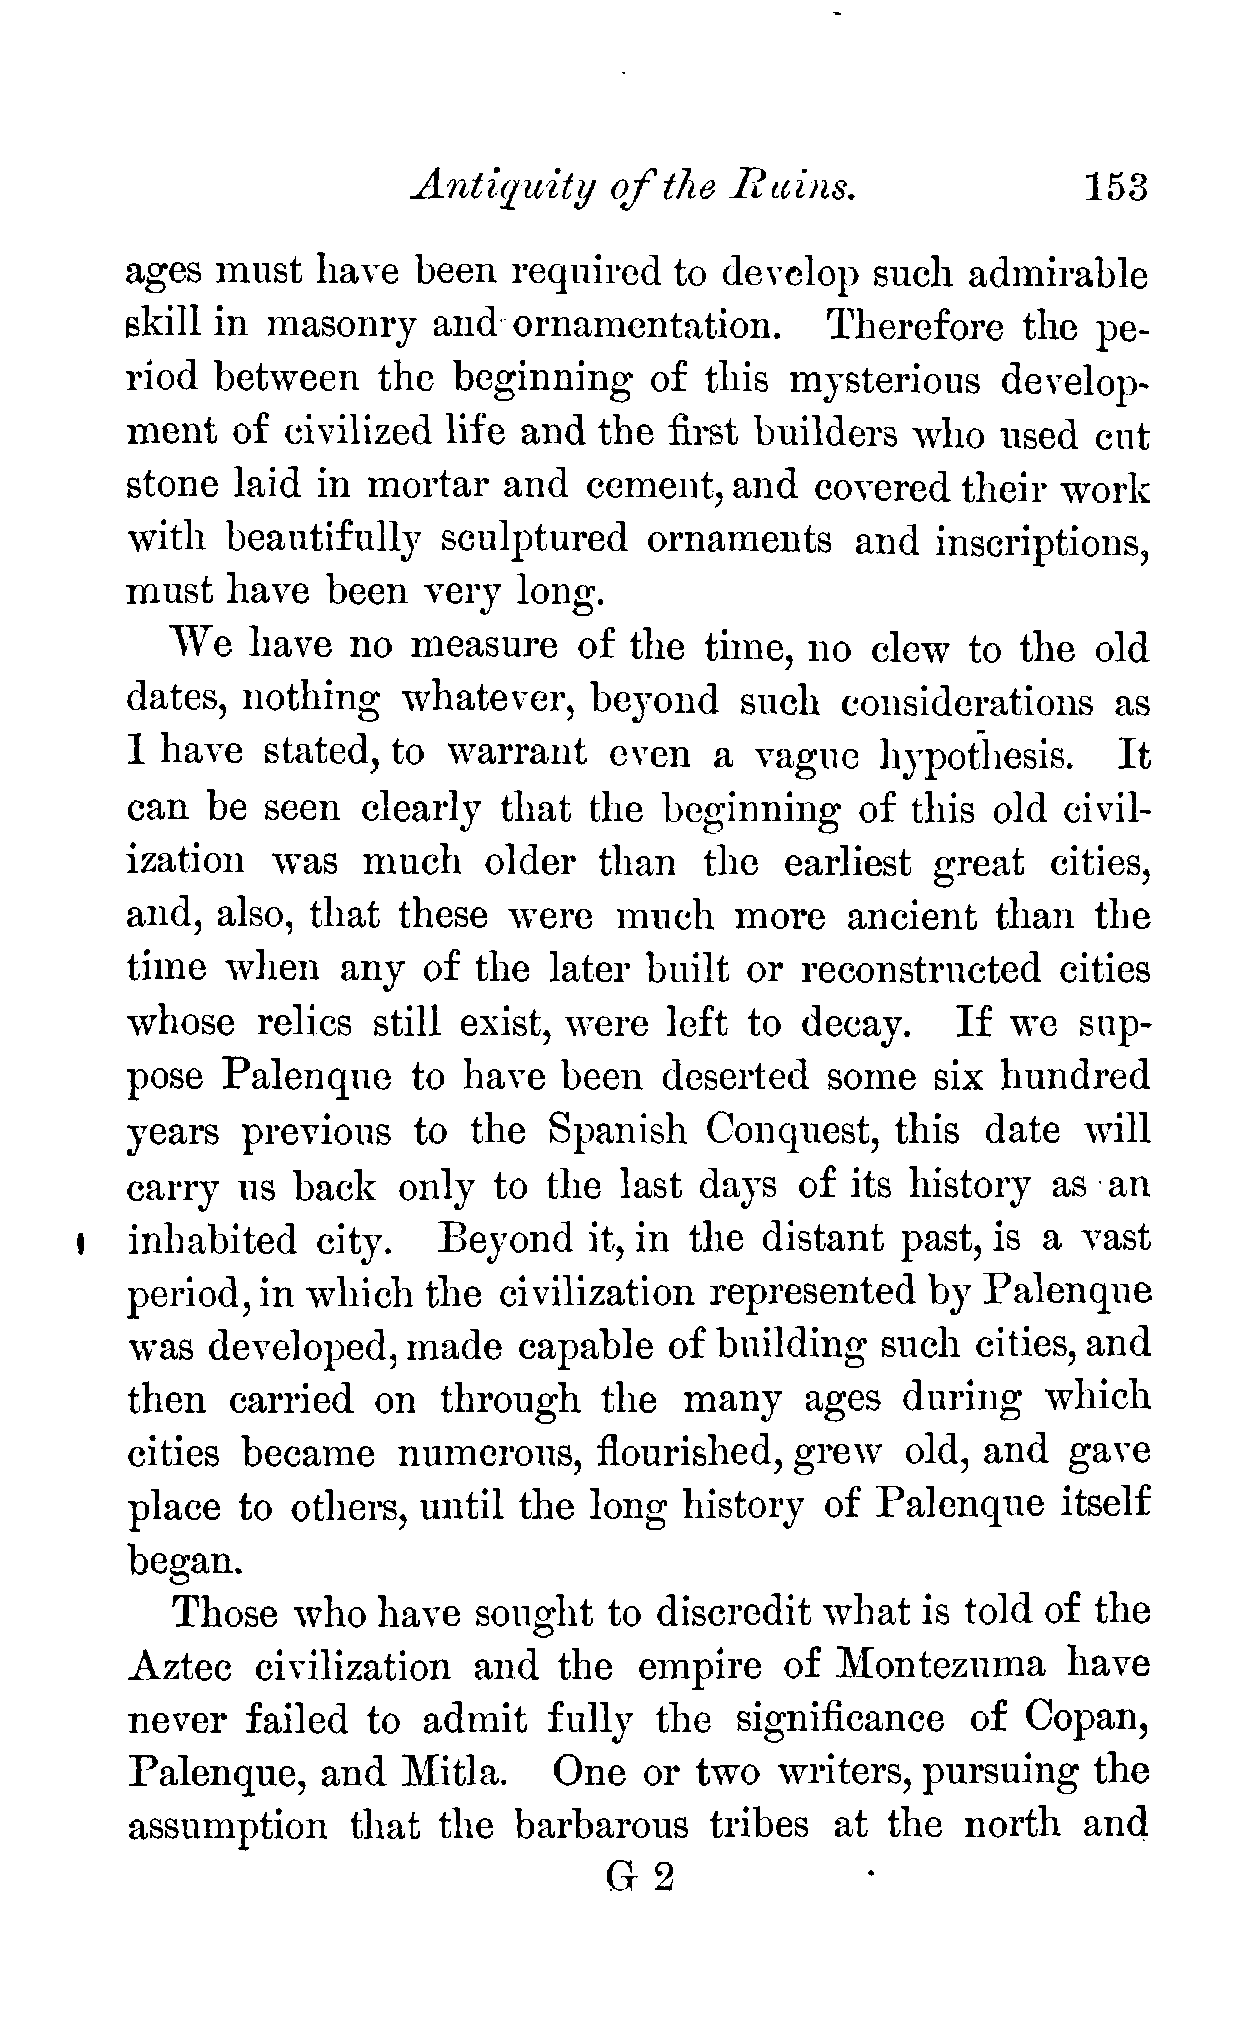 Antiquity of the Ruins. 153
ages must have been required to develop such admirable
skill in masonry and ornamentation. Therefore the pe-
riod between the beginning of this mysterious develop-
ment of civilized life and the first builders who used cut
stone laid in mortar and cement, and covered their work
with beautifully sculptured ornaments and inscriptions,
must have been very long.
We have no measure of the time, no clew to the old
dates, nothing whatever, beyond such considerations as
I have stated, to warrant even a vague hypothesis. It
can be seen clearly that the beginning of this old civil-
ization was much older than the earliest great cities,
and, also, that these were much more ancient than the
time when any of the later built or reconstructed cities
whose relics still exist, were left to decay. If we sup-
pose Palenque to have been deserted some six hundred
years previous to the Spanish Conquest, this date will
carry us back only to the last days of its history as an
inhabited city. Beyond it, in the distant past, is a vast
period, in which the civilization represented by Palenque
was developed, made capable of building such cities, and
then carried on through the many ages during which
cities became numerous, flourished, grew old, and gave
place to others, until the long history of Palenque itself
began.
Those who have sought to discredit what is told of the
Aztec civilization and the empire of Montezuma have
never failed to admit fully the significance of Copan,
Palenque, and Mitla. One or two writers, pursuing the
assumption that the barbarous tribes at the north and
G 2